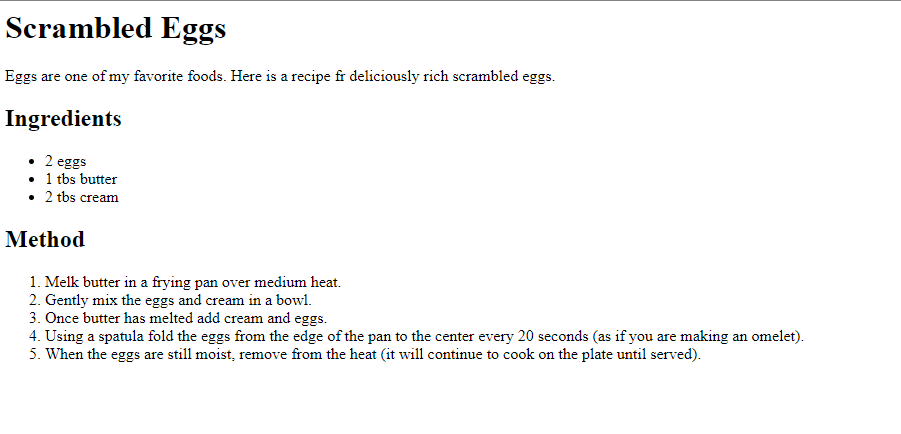 Scrambled Eggs
Eggs are one of my favorite foods. Here is a recipe fr deliciously rich scrambled eggs.
Ingredients
• 2 eggs
• 1 tbs butter
• 2 tbs cream
Method
1. Melk butter in a frying pan over medium heat.
2. Gently mix the eggs and cream in a bowl.
3. Once butter has melted add cream and eggs.
4. Using a spatula fold the eggs from the edge of the pan to the center every 20 seconds (as if you are making an omelet).
5. When the eggs are still moist, remove from the heat (it will continue to cook on the plate until served).